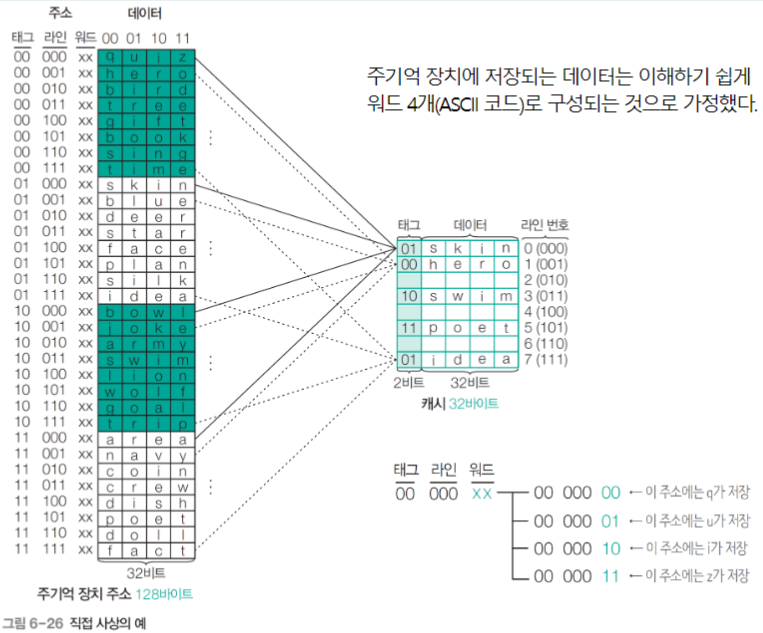 주소 데이터
태그 라인 워드 00 01 10 11
00 000 xx q u i z
00 001 xx h e r o
00 010 xx b i r d
00 011 xx t r e e
00 100 xx g i f t
00 101 xx b o o k
00 110 xx s i n g
00 111 xx t i m e
01 000 xx s k i n
01 001 xx b l u e
01 010 xx d e e r
01 011 xx s t a r
01 100 xx f a c e
01 101 xx p l a n
01 110 xx s i l k
01 111 xx i d e a
10 000 xx b o w l
10 001 xx j o k e
10 010 xx a r m y
10 011 xx s w i m
10 100 xx l i o n
10 101 xx w o l f
10 110 xx g o a l
10 111 xx t r i p
11 000 xx a r e a
11 001 xx n a v y
11 010 xx c o i n
11 011 xx c r e w
11 100 xx d i s h
11 101 xx p o e t
11 110 xx d o l l
11 111 xx f a c t
32비트
주기억 장치 주소 128바이트
주기억 장치에 저장되는 데이터는 이해하기 쉽게
워드 4개(ASCII 코드)로 구성되는 것으로 가정했다.
태그 데이터 라인 번호
01 s k i n 0 (000)
00 h e r o 1 (001)
2 (010)
10 s w i m 3 (011)
4 (100)
11 p o e t 5 (101)
6 (110)
01 i d e a 7 (111)
2비트 32비트
캐시 32바이트
태그 라인 워드
00 000 xx 00 000 00 ← 이 주소에는 q가 저장
00 000 01 ← 이 주소에는 u가 저장
00 000 10 ← 이 주소에는 i가 저장
00 000 11 ← 이 주소에는 z가 저장
그림 6-26 직접 사상의 예